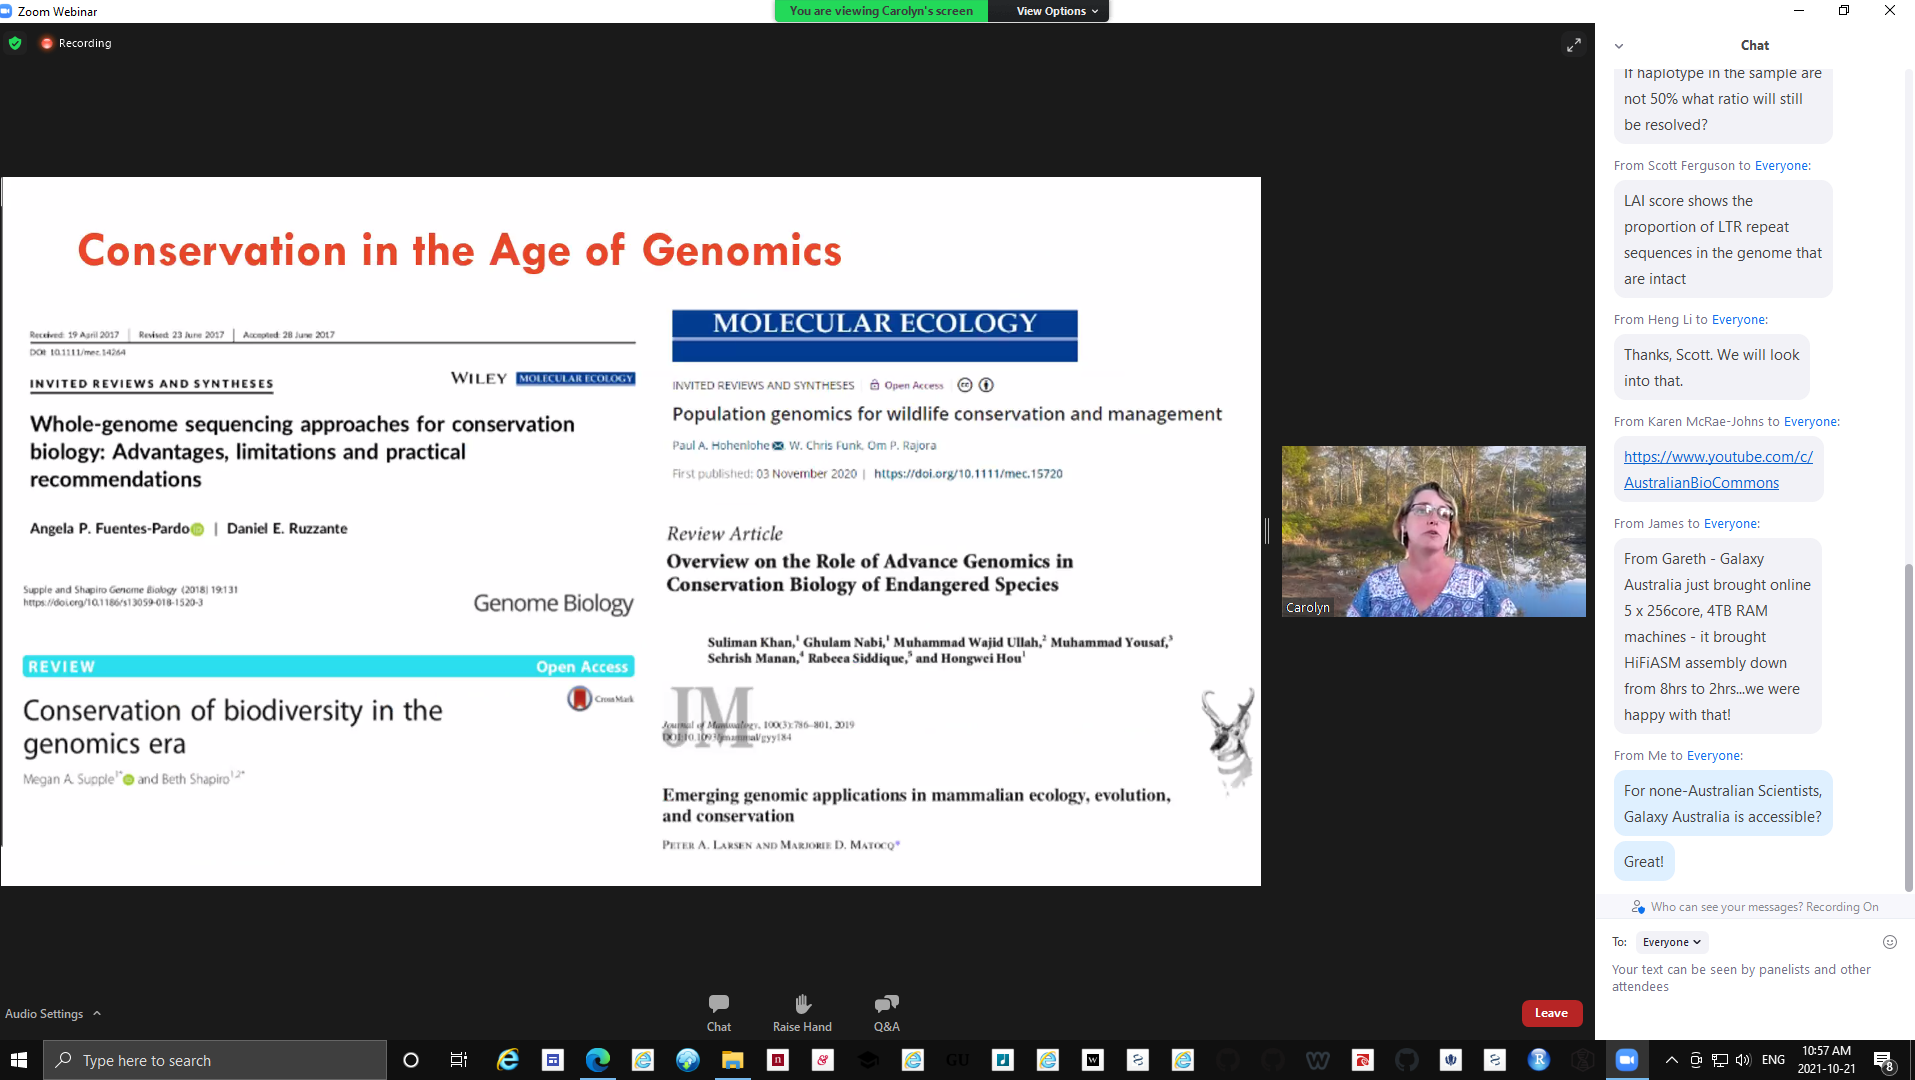 Zoom Webinar
You are viewing Carolyn's screen
View Options
Recording
Conservation in the Age of Genomics
Received: 19 April 2017 | Revised: 23 June 2017 | Accepted: 28 June 2017
DOI: 10.1111/mec.14264
INVITED REVIEWS AND SYNTHESES
WILEY MOLECULAR ECOLOGY
Whole-genome sequencing approaches for conservation
biology: Advantages, limitations and practical
recommendations
Angela P. Fuentes-Pardo | Daniel E. Ruzzante
Supple and Shapiro Genome Biology (2018) 19:131
https://doi.org/10.1186/s13059-018-1520-3
Genome Biology
REVIEW
Open Access
CrossMark
Conservation of biodiversity in the
genomics era
Megan A. Supple1* and Beth Shapiro1,2*
MOLECULAR ECOLOGY
INVITED REVIEWS AND SYNTHESES Open Access
Population genomics for wildlife conservation and management
Paul A. Hohenlohe, W. Chris Funk, Om P. Rajora
First published: 03 November 2020 | https://doi.org/10.1111/mec.15720
Review Article
Overview on the Role of Advance Genomics in
Conservation Biology of Endangered Species
Suliman Khan,1 Ghulam Nabi,1 Muhammad Wajid Ullah,2 Muhammad Yousaf,3
Sehrish Manan,4 Rabeea Siddique,5 and Hongwei Hou1
JM
Journal of Mammalogy, 100(3):786–801, 2019
DOI:10.1093/jmammal/gyy184
Emerging genomic applications in mammalian ecology, evolution,
and conservation
PETER A. LARSEN AND MARJORIE D. MATOCQ*
Carolyn
Chat
If haplotype in the sample are
not 50% what ratio will still
be resolved?
From Scott Ferguson to Everyone:
LAI score shows the
proportion of LTR repeat
sequences in the genome that
are intact
From Heng Li to Everyone:
Thanks, Scott. We will look
into that.
From Karen McRae-Johns to Everyone:
https://www.youtube.com/c/
AustralianBioCommons
From James to Everyone:
From Gareth - Galaxy
Australia just brought online
5 x 256core, 4TB RAM
machines - it brought
HiFiASM assembly down
from 8hrs to 2hrs...we were
happy with that!
From Me to Everyone:
For none-Australian Scientists,
Galaxy Australia is accessible?
Great!
Who can see your messages? Recording On
To: Everyone
Your text can be seen by panelists and other
attendees
Audio Settings
Chat
Raise Hand
Q&A
Leave
Type here to search
GU
ENG
10:57 AM
2021-10-21
8